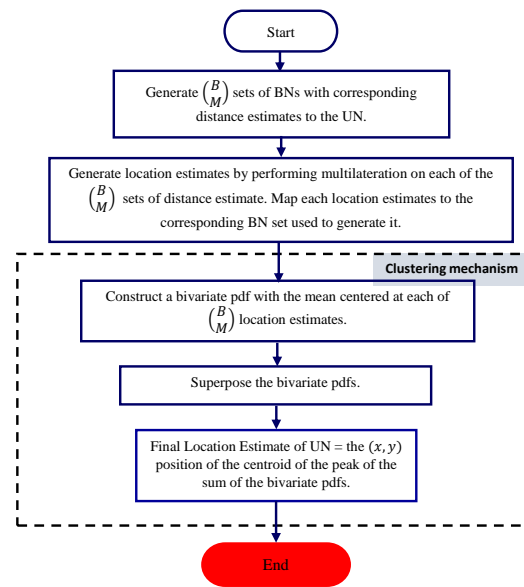 Start
Generate (B M) sets of BNs with corresponding
distance estimates to the UN.
Generate location estimates by performing multilateration on each of the
(B M) sets of distance estimate. Map each location estimates to the
corresponding BN set used to generate it.
Clustering mechanism
Construct a bivariate pdf with the mean centered at each of
(B M) location estimates.
Superpose the bivariate pdfs.
Final Location Estimate of UN = the (x, y)
position of the centroid of the peak of the
sum of the bivariate pdfs.
End